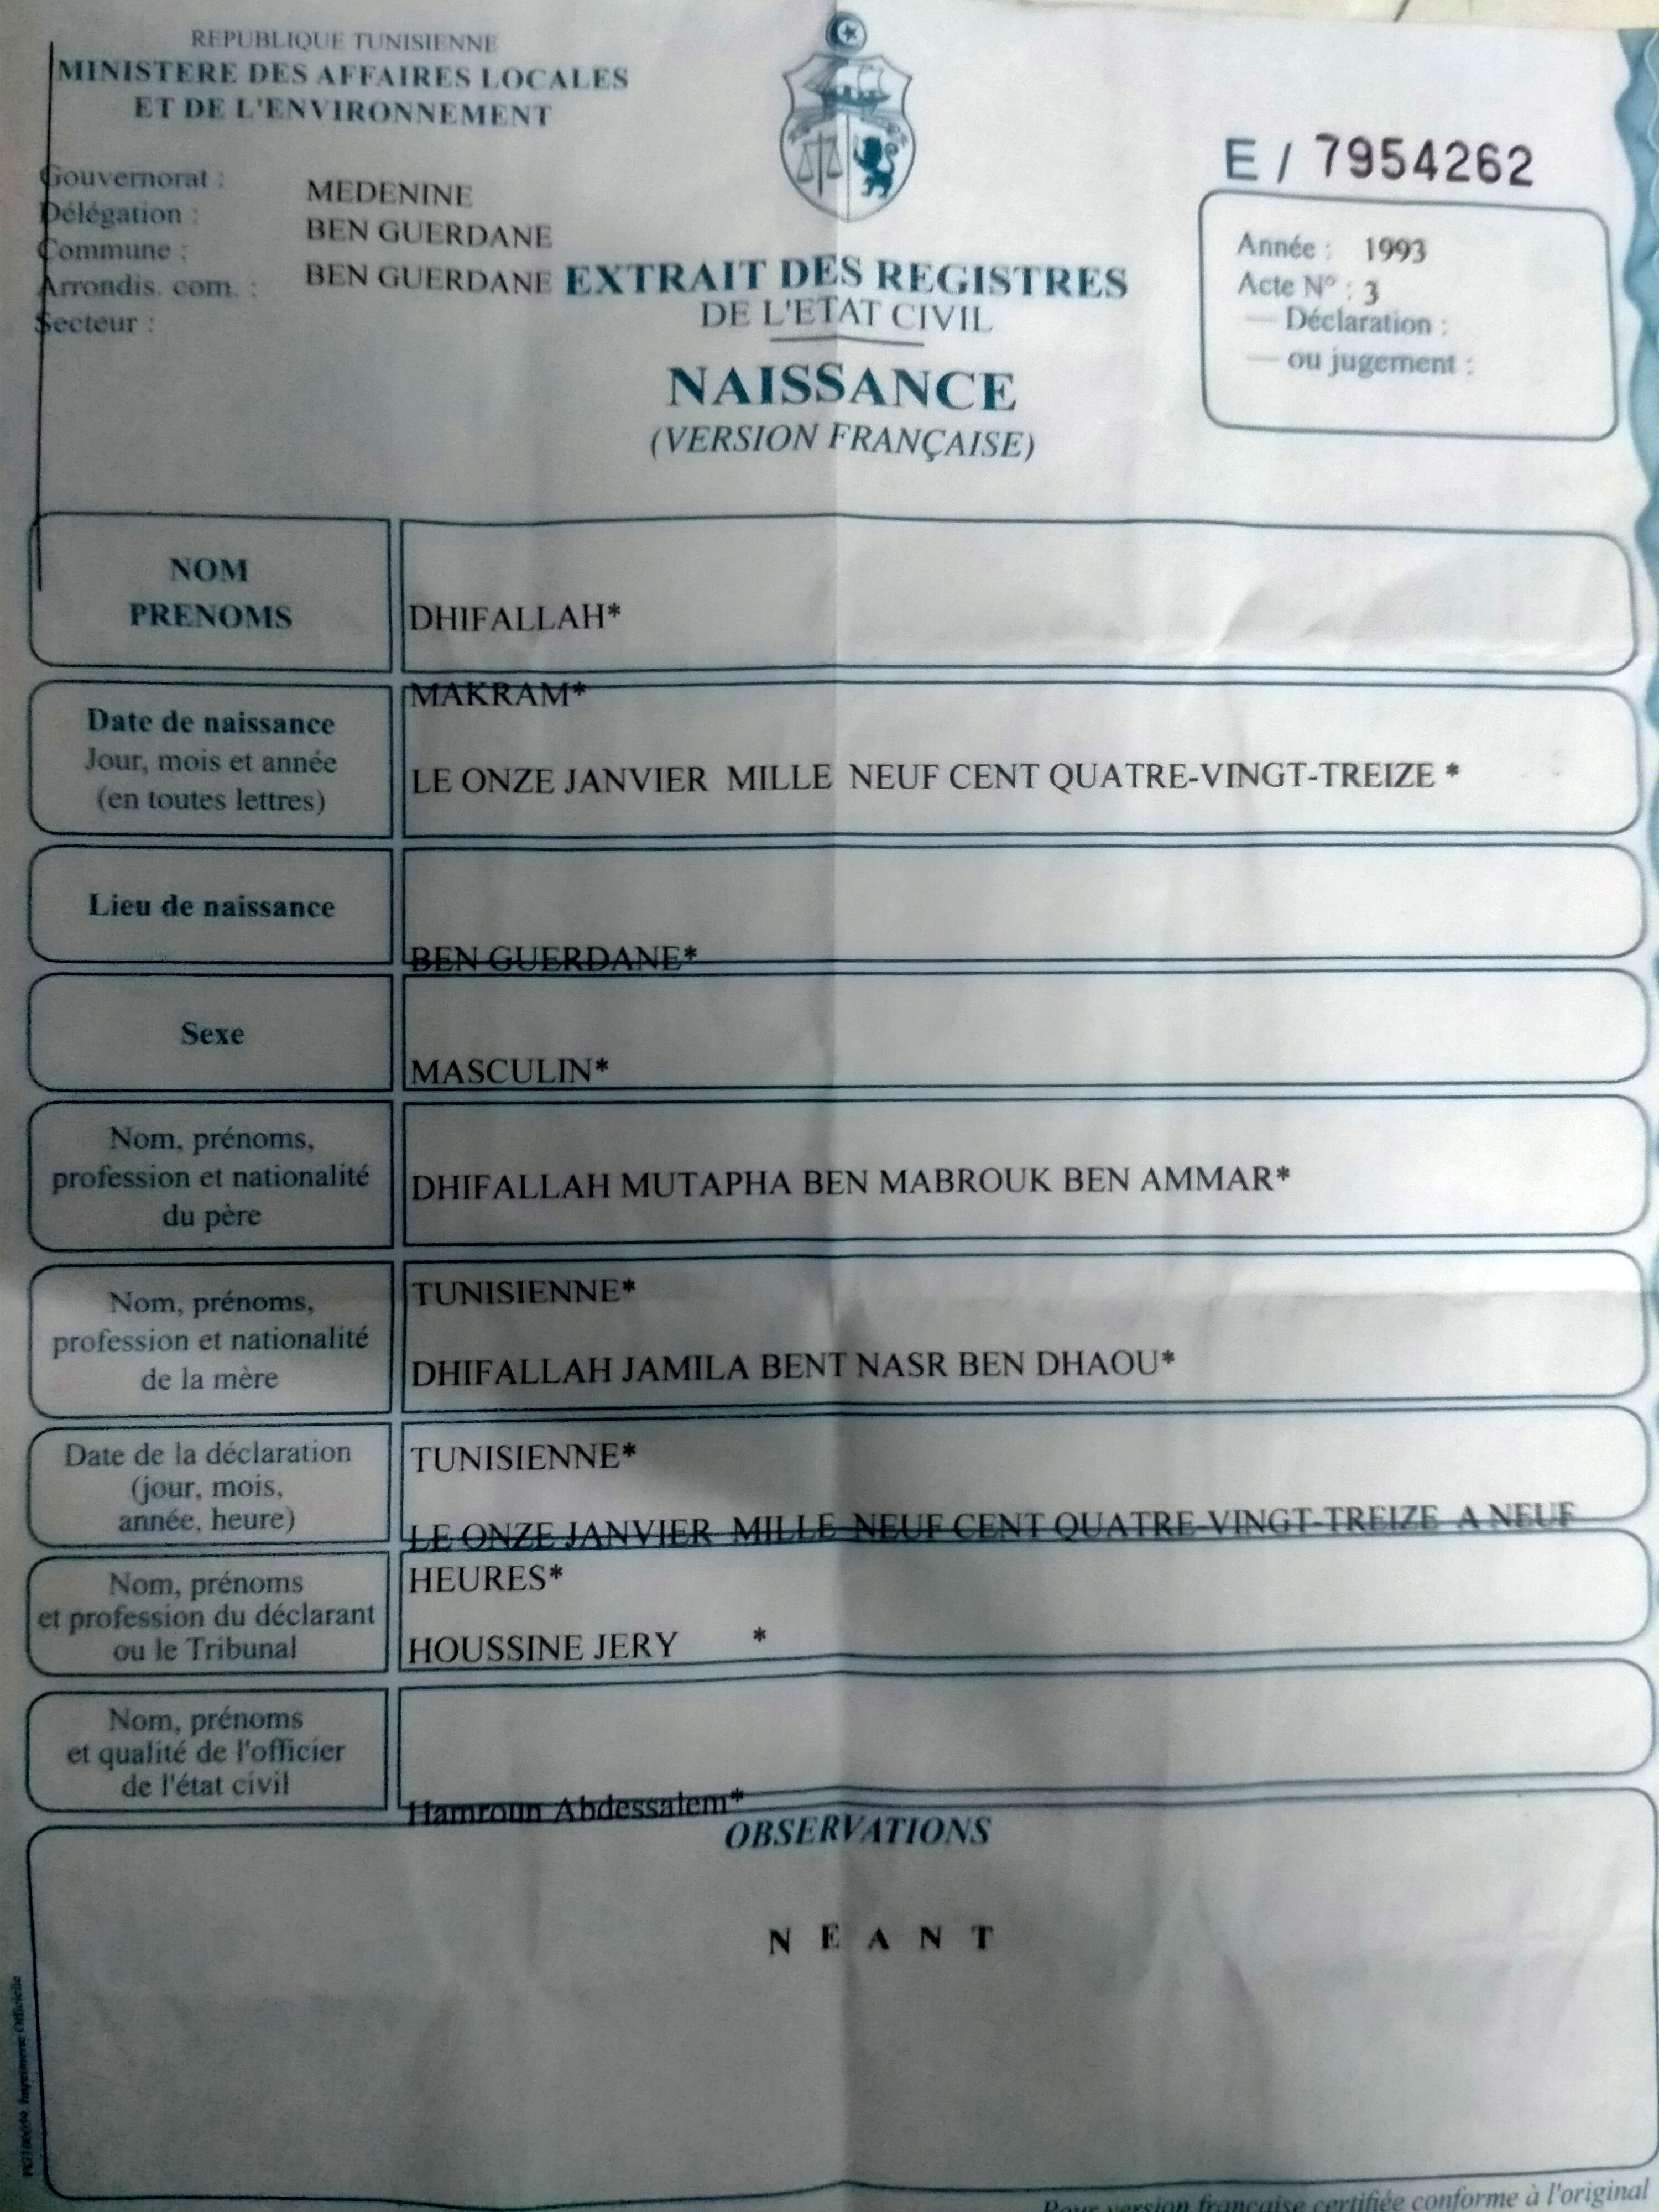 REPUBLIQUE TUNISIENNE
MINISTERE DES AFFAIRES LOCALES
ET DE L'ENVIRONNEMENT
Gouvernorat : MEDENINE
Délégation : BEN GUERDANE
Commune :
Arrondis. com. : BEN GUERDANE
Secteur :
E / 7954262
Année : 1993
Acte N° : 3
— Déclaration :
— ou jugement :
EXTRAIT DES REGISTRES
DE L'ETAT CIVIL
NAISSANCE
(VERSION FRANÇAISE)
NOM
PRENOMS
DHIFALLAH*
MAKRAM*
Date de naissance
Jour, mois et année
(en toutes lettres)
LE ONZE JANVIER MILLE NEUF CENT QUATRE-VINGT-TREIZE *
Lieu de naissance
BEN GUERDANE*
Sexe
MASCULIN*
Nom, prénoms,
profession et nationalité
du père
DHIFALLAH MUTAPHA BEN MABROUK BEN AMMAR*
TUNISIENNE*
Nom, prénoms,
profession et nationalité
de la mère
DHIFALLAH JAMILA BENT NASR BEN DHAOU*
TUNISIENNE*
Date de la déclaration
(jour, mois,
année, heure)
LE ONZE JANVIER MILLE NEUF CENT QUATRE-VINGT-TREIZE A NEUF
HEURES*
Nom, prénoms
et profession du déclarant
ou le Tribunal
HOUSSINE JERY *
Nom, prénoms
et qualité de l'officier
de l'état civil
Hamroun Abdessalem*
OBSERVATIONS
N E A N T
Imprimerie Officielle
Pour version française certifiée conforme à l'original